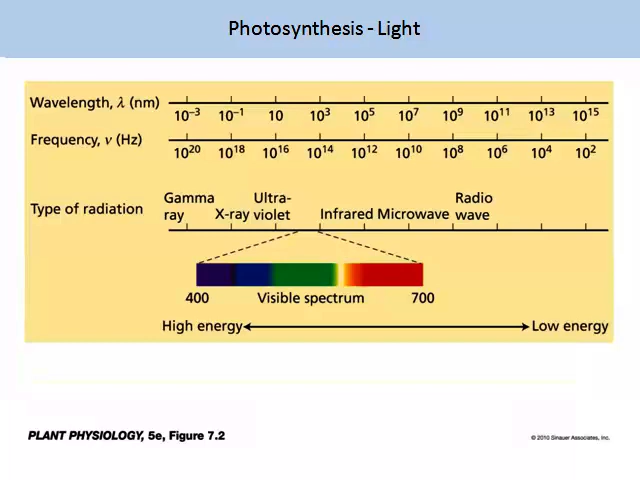 Photosynthesis - Light
Wavelength, λ (nm)
10⁻³ 10⁻¹ 10 10³ 10⁵ 10⁷ 10⁹ 10¹¹ 10¹³ 10¹⁵
Frequency, ν (Hz)
10²⁰ 10¹⁸ 10¹⁶ 10¹⁴ 10¹² 10¹⁰ 10⁸ 10⁶ 10⁴ 10²
Type of radiation
Gamma
ray
X-ray
Ultra-
violet
Infrared
Microwave
Radio
wave
400 Visible spectrum 700
High energy Low energy
PLANT PHYSIOLOGY, 5e, Figure 7.2
© 2010 Sinauer Associates, Inc.